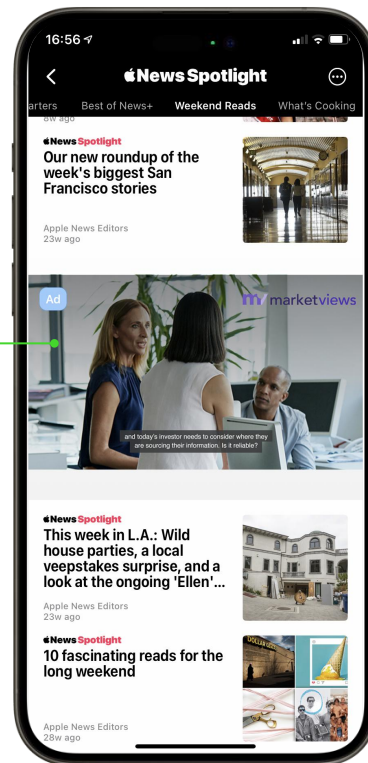 16:56
News Spotlight
arters Best of News+ Weekend Reads What's Cooking
8w ago
News Spotlight
Our new roundup of the
week's biggest San
Francisco stories
Apple News Editors
23w ago
Ad
m/ marketviews
and today's investor needs to consider where they
are sourcing their information. Is it reliable?
News Spotlight
This week in L.A.: Wild
house parties, a local
veepstakes surprise, and a
look at the ongoing 'Ellen'...
Apple News Editors
23w ago
News Spotlight
10 fascinating reads for the
long weekend
Apple News Editors
28w ago